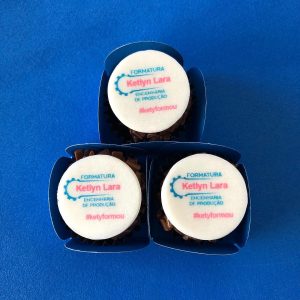 FORMATURA
Ketlyn Lara
ENGENHARIA
DE PRODUÇÃO
#ketyformou
FORMATURA
Ketlyn Lara
ENGENHARIA
DE PRODUÇÃO
#ketyformou
FORMATURA
Ketlyn Lara
ENGENHARIA
DE PRODUÇÃO
#ketyformou